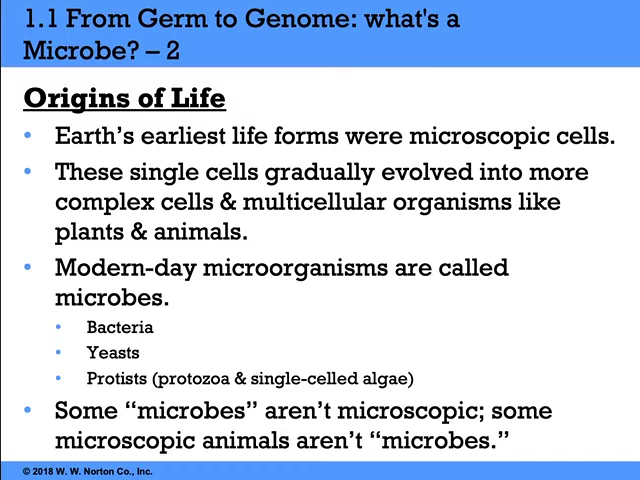 1.1 From Germ to Genome: what's a
Microbe? – 2
Origins of Life
• Earth’s earliest life forms were microscopic cells.
• These single cells gradually evolved into more
complex cells & multicellular organisms like
plants & animals.
• Modern-day microorganisms are called
microbes.
• Bacteria
• Yeasts
• Protists (protozoa & single-celled algae)
• Some “microbes” aren’t microscopic; some
microscopic animals aren’t “microbes.”
© 2018 W. W. Norton Co., Inc.